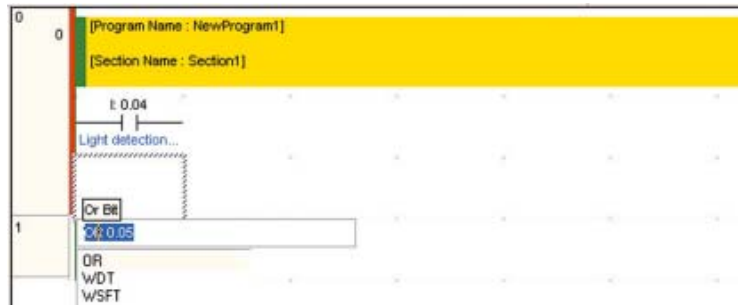 0
0
[Program Name : NewProgram1]
[Section Name : Section1]
I: 0.04
Light detection...
Or Bit
1
OR 0.05
OR
WDT
WSFT